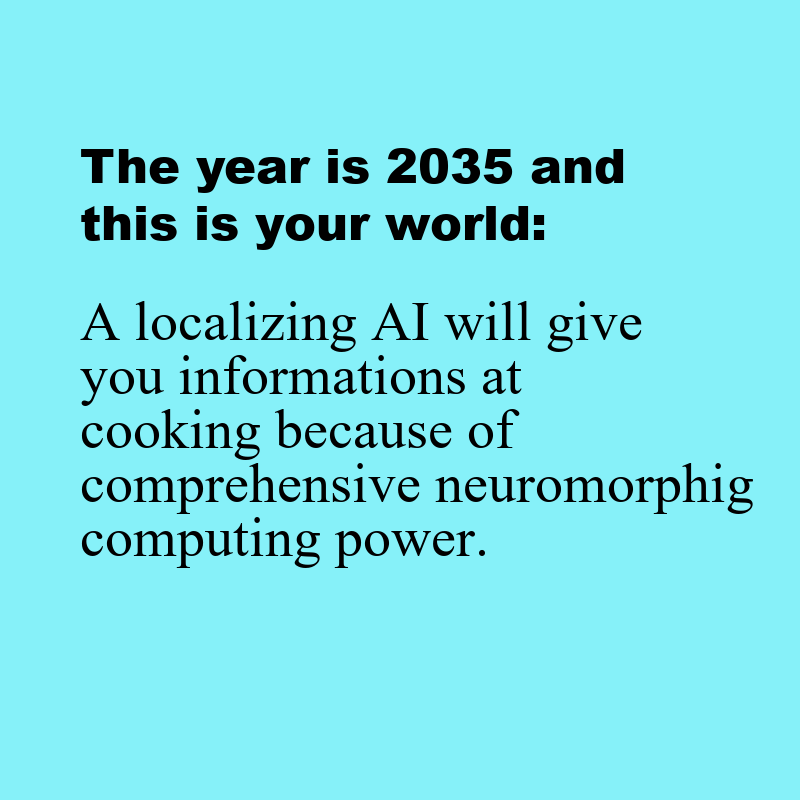 The year is 2035 and
this is your world:
A localizing AI will give
you informations at
cooking because of
comprehensive neuromorphig
computing power.